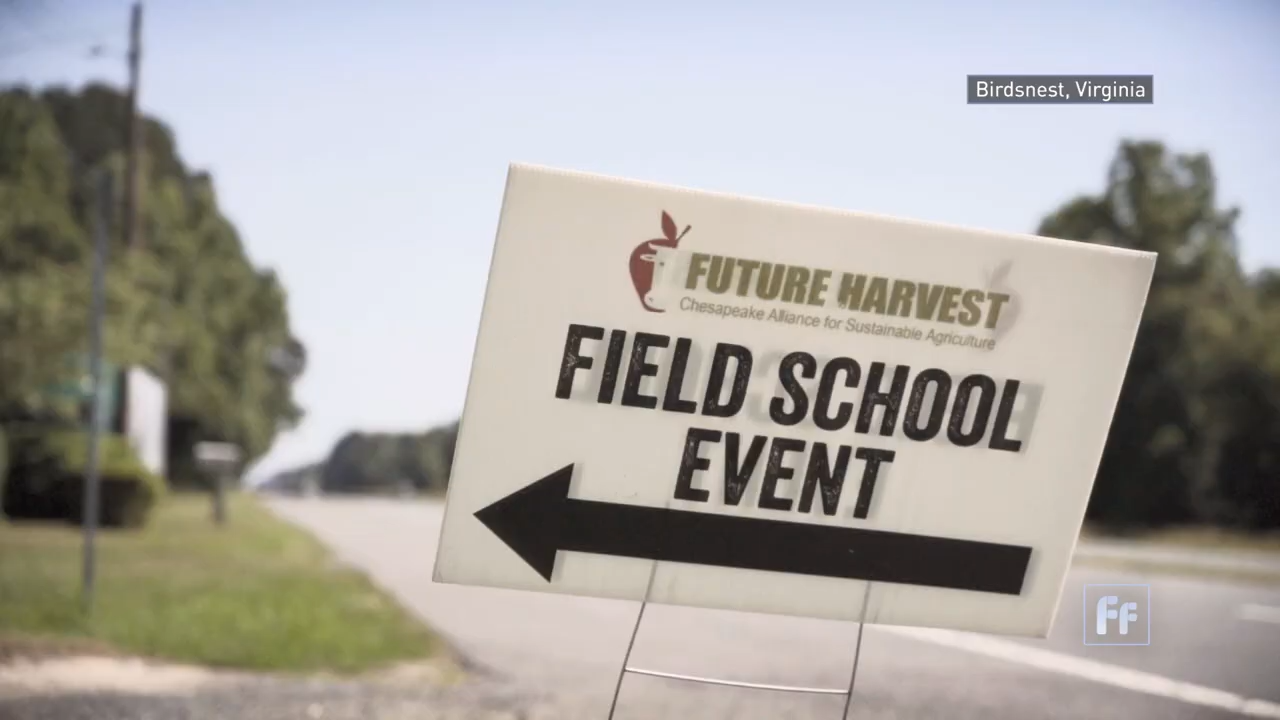 Birdsnest, Virginia
FUTURE HARVEST
Chesapeake Alliance for Sustainable Agriculture
FIELD SCHOOL
EVENT
Ff